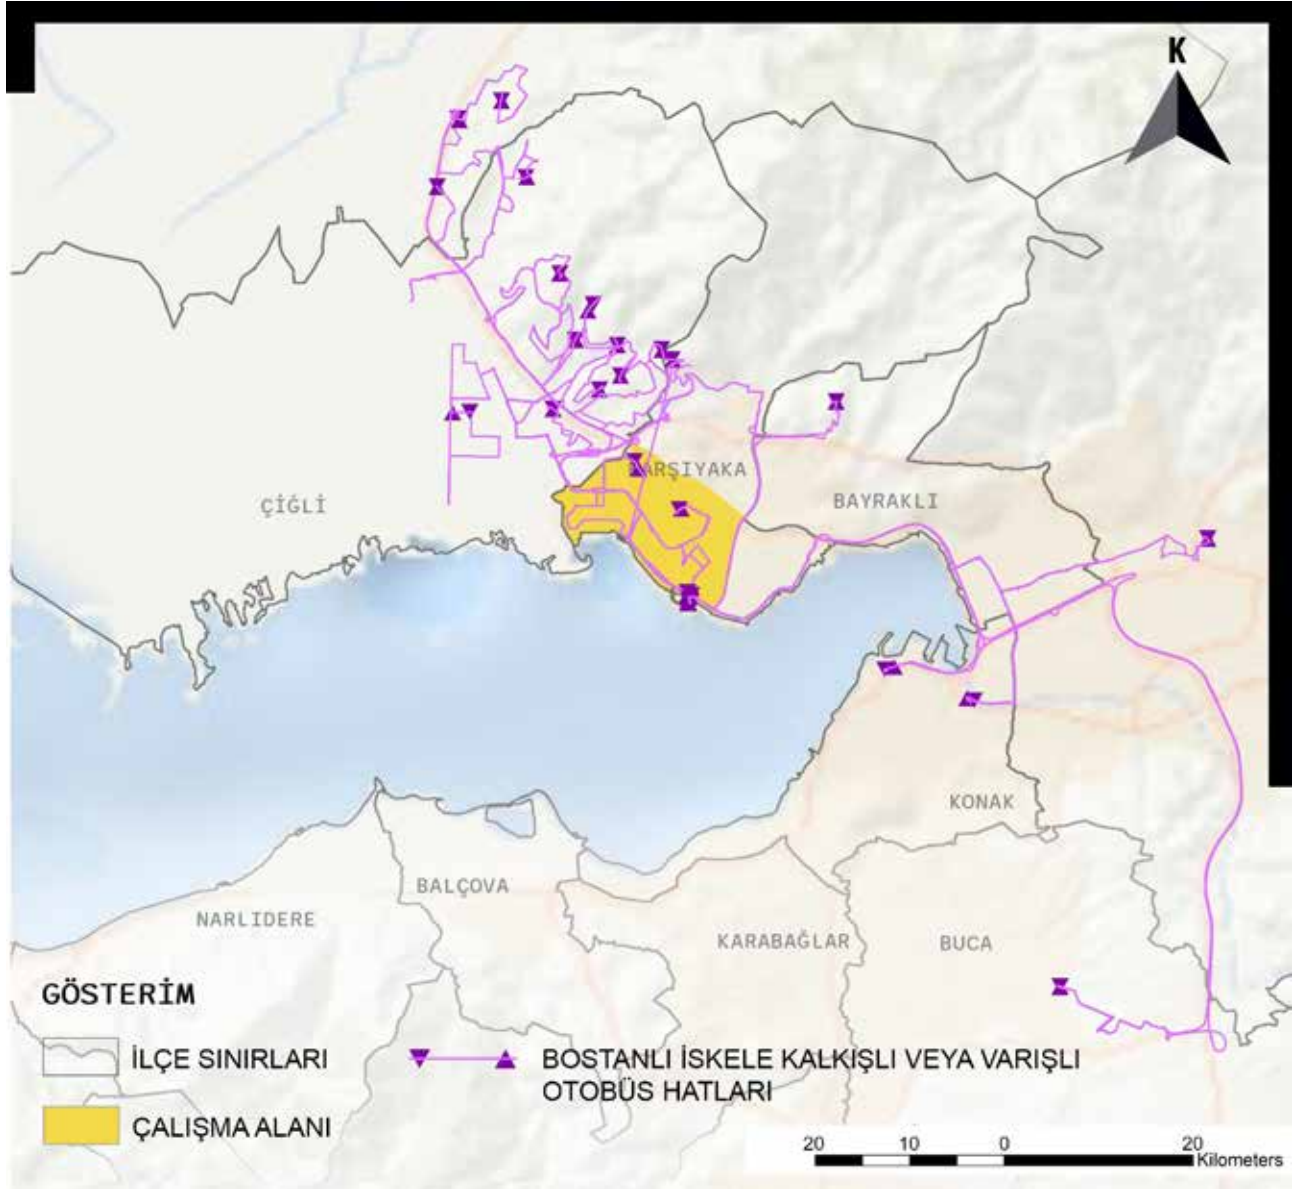 K
KARŞIYAKA
ÇİĞLİ
BAYRAKLI
KONAK
BALÇOVA
NARLIDERE
KARABAĞLAR
BUCA
GÖSTERİM
İLÇE SINIRLARI
BOSTANLI İSKELE KALKIŞLI VEYA VARIŞLI
OTOBÜS HATLARI
ÇALIŞMA ALANI
20 10 0 20
Kilometers